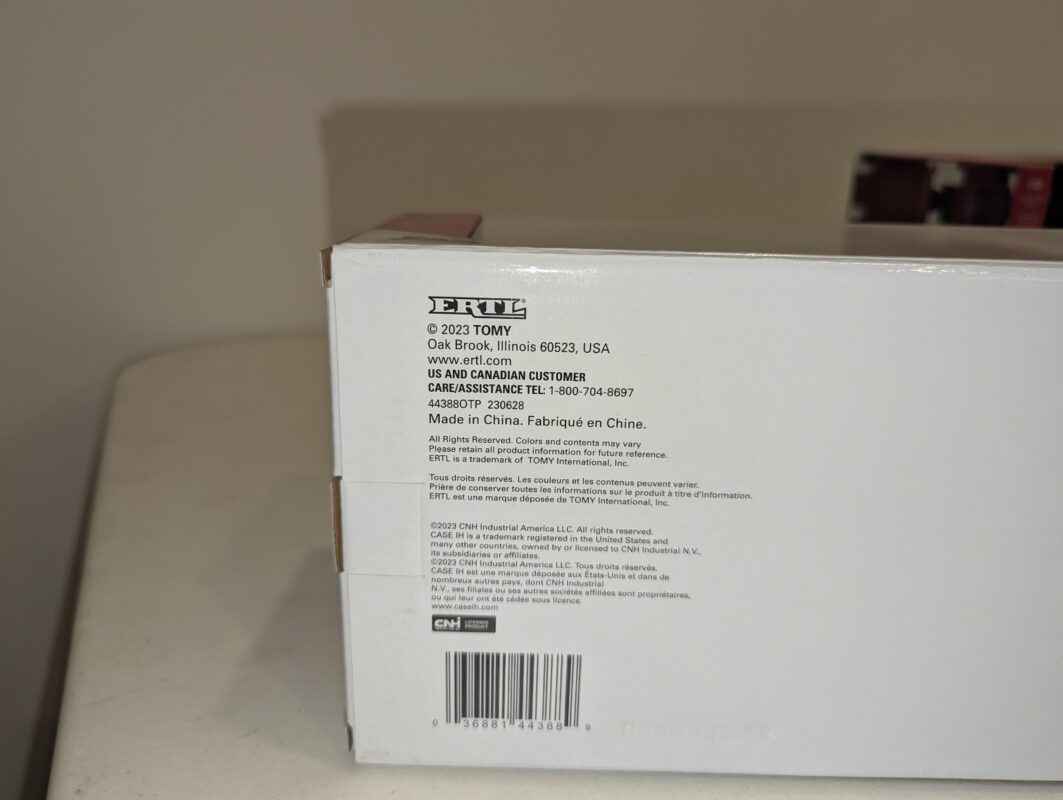 ERTL®
© 2023 TOMY
Oak Brook, Illinois 60523, USA
www.ertl.com
US AND CANADIAN CUSTOMER
CARE/ASSISTANCE TEL: 1-800-704-8697
44388OTP 230628
Made in China. Fabriqué en Chine.
All Rights Reserved. Colors and contents may vary
Please retain all product information for future reference.
ERTL is a trademark of TOMY International, Inc.
Tous droits réservés. Les couleurs et les contenus peuvent varier.
Prière de conserver toutes les informations sur le produit à titre d'information.
ERTL est une marque déposée de TOMY International, Inc.
©2023 CNH Industrial America LLC. All rights reserved.
CASE IH is a trademark registered in the United States and
many other countries, owned by or licensed to CNH Industrial N.V.,
its subsidiaries or affiliates.
©2023 CNH Industrial America LLC. Tous droits réservés.
CASE IH est une marque déposée aux États-Unis et dans de
nombreux autres pays, dont CNH Industrial
N.V., ses filiales ou ses autres sociétés affiliées sont propriétaires,
ou qui leur ont été cédée sous licence.
www.caseih.com
CNH LICENSED PRODUCT
0 36881 44388 9